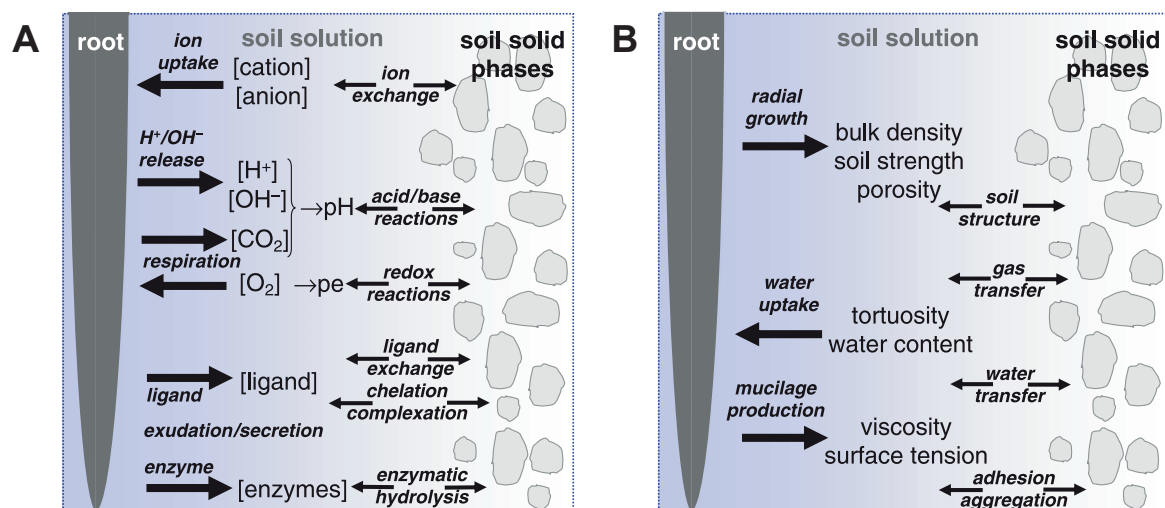 A
root
soil solution
soil solid
phases
ion
uptake
[cation]
[anion]
ion
exchange
H⁺/OH⁻
release
[H⁺]
[OH⁻]
→pH
acid/base
reactions
[CO₂]
respiration
[O₂]
→pe
redox
reactions
ligand
exchange
ligand
[ligand]
chelation
complexation
exudation/secretion
enzyme
[enzymes]
enzymatic
hydrolysis
B
root
soil solution
soil solid
phases
radial
growth
bulk density
soil strength
porosity
soil
structure
gas
transfer
water
uptake
tortuosity
water content
water
transfer
mucilage
production
viscosity
surface tension
adhesion
aggregation